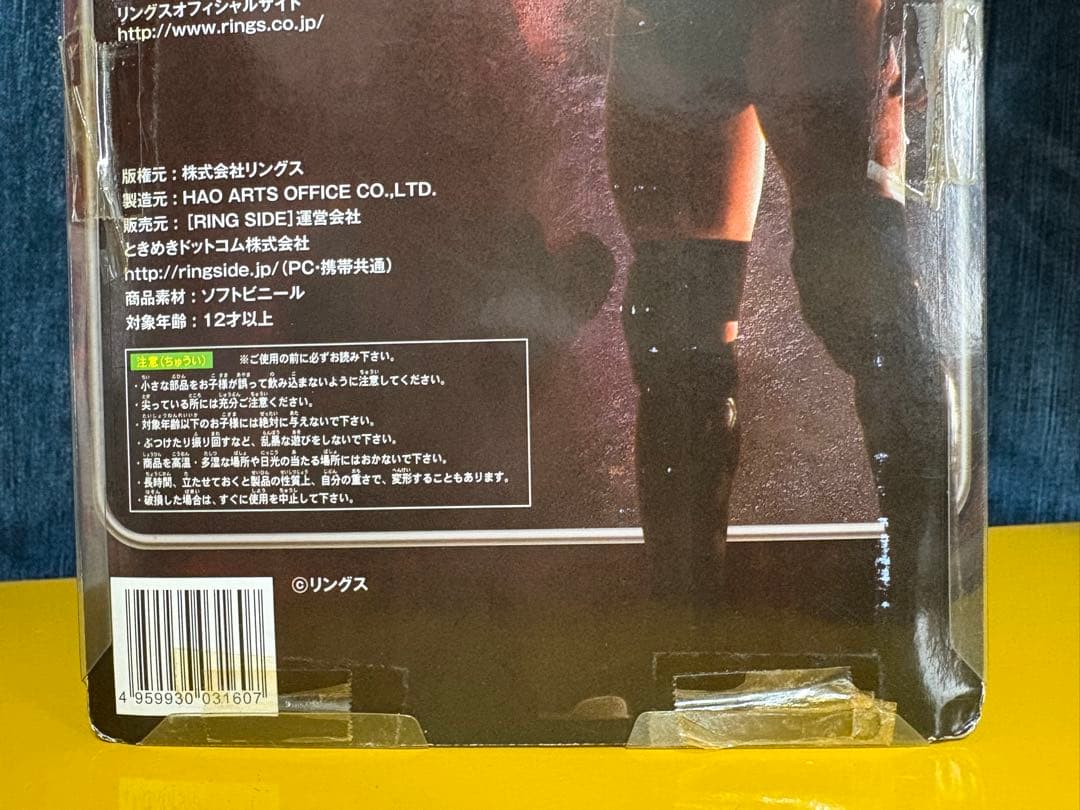 リングスオフィシャルサイト
http://www.rings.co.jp/
版権元：株式会社リングス
製造元：HAO ARTS OFFICE CO.,LTD.
販売元：［RING SIDE］運営会社
ときめきドットコム株式会社
http://ringside.jp/（PC・携帯共通）
商品素材：ソフトビニール
対象年齢：12才以上
注意（ちゅうい） ※ご使用の前に必ずお読み下さい。
・小さな部品をお子様が誤って飲み込まないように注意してください。
・尖っている所には充分ご注意ください。
・対象年齢以下のお子様には絶対に与えないで下さい。
・ぶつけたり振り回すなど、乱暴な遊びをしないで下さい。
・商品を高温・多湿な場所や日光の当たる場所にはおかないで下さい。
・長時間、立たせておくと製品の性質上、自分の重さで、変形することもあります。
・破損した場合は、すぐに使用を中止して下さい。
©リングス
4 959930 031607